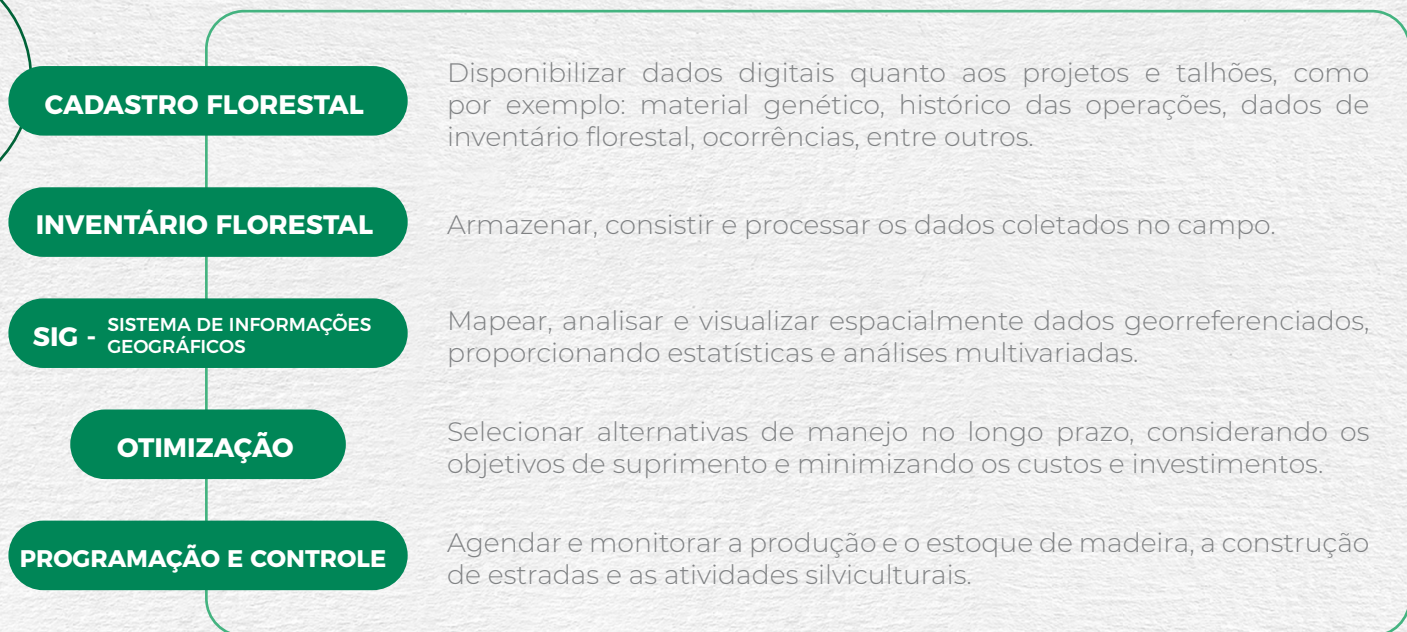 CADASTRO FLORESTAL
Disponibilizar dados digitais quanto aos projetos e talhões, como
por exemplo: material genético, histórico das operações, dados de
inventário florestal, ocorrências, entre outros.
INVENTÁRIO FLORESTAL
Armazenar, consistir e processar os dados coletados no campo.
SIG - SISTEMA DE INFORMAÇÕES
GEOGRÁFICOS
Mapear, analisar e visualizar espacialmente dados georreferenciados,
proporcionando estatísticas e análises multivariadas.
OTIMIZAÇÃO
Selecionar alternativas de manejo no longo prazo, considerando os
objetivos de suprimento e minimizando os custos e investimentos.
PROGRAMAÇÃO E CONTROLE
Agendar e monitorar a produção e o estoque de madeira, a construção
de estradas e as atividades silviculturais.